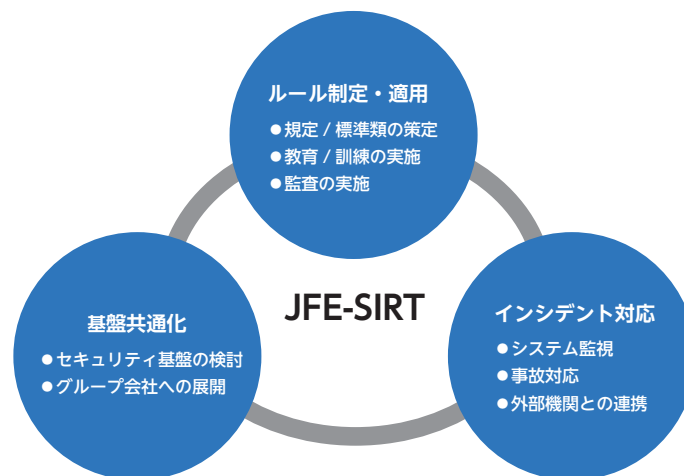 ルール制定・適用
●規定 / 標準類の策定
●教育 / 訓練の実施
●監査の実施
JFE-SIRT
基盤共通化
●セキュリティ基盤の検討
●グループ会社への展開
インシデント対応
●システム監視
●事故対応
●外部機関との連携